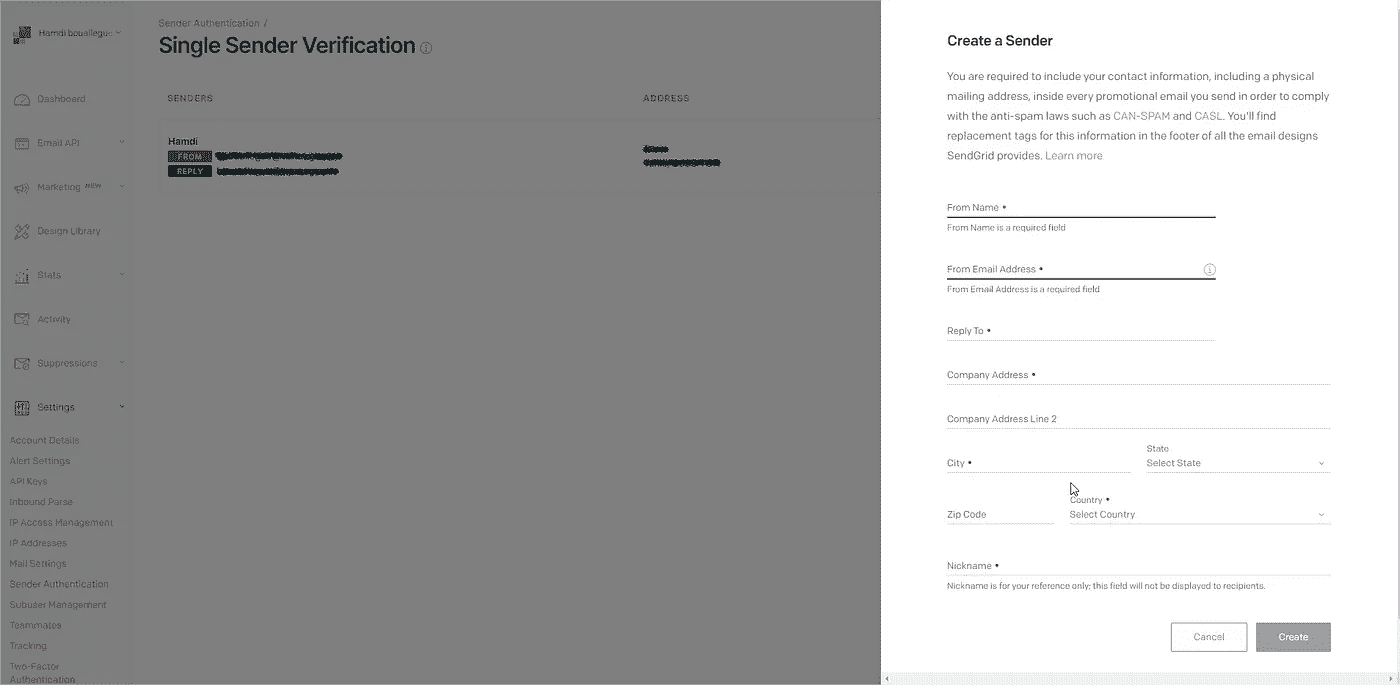 Hamdi bouallegue
Dashboard
Email API
Marketing NEW
Design Library
Stats
Activity
Suppressions
Settings
Account Details
Alert Settings
API Keys
Inbound Parse
IP Access Management
IP Addresses
Mail Settings
Sender Authentication
Subuser Management
Teammates
Tracking
Two-Factor
Authentication
Sender Authentication /
Single Sender Verification
SENDERS
ADDRESS
Hamdi
FROM
REPLY
Create a Sender
You are required to include your contact information, including a physical
mailing address, inside every promotional email you send in order to comply
with the anti-spam laws such as CAN-SPAM and CASL. You'll find
replacement tags for this information in the footer of all the email designs
SendGrid provides. Learn more
From Name •
From Name is a required field
From Email Address •
From Email Address is a required field
Reply To •
Company Address •
Company Address Line 2
City •
State
Select State
Zip Code
Country •
Select Country
Nickname •
Nickname is for your reference only; this field will not be displayed to recipients.
Cancel
Create